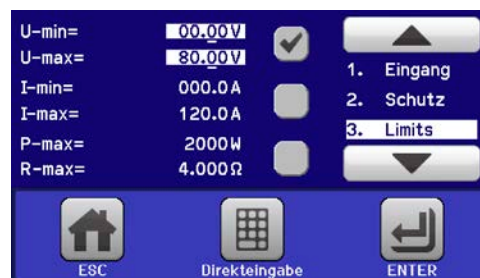 U-min= 00.00V
U-max= 80.00V
I-min= 000.0A
I-max= 120.0A
P-max= 2000W
R-max= 4.000Ω
1. Eingang
2. Schutz
3. Limits
ESC
Direkteingabe
ENTER